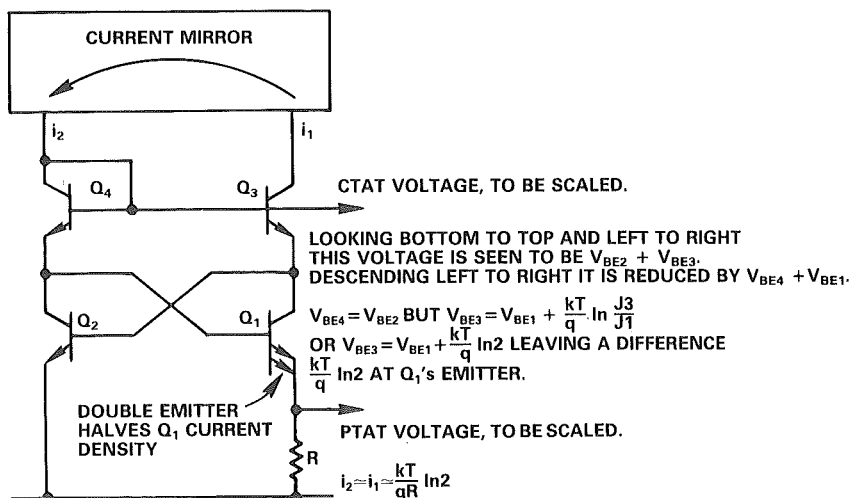 CURRENT MIRROR
i2
i1
Q4
Q3
CTAT VOLTAGE, TO BE SCALED.
LOOKING BOTTOM TO TOP AND LEFT TO RIGHT
THIS VOLTAGE IS SEEN TO BE VBE2 + VBE3.
DESCENDING LEFT TO RIGHT IT IS REDUCED BY VBE4 + VBE1.
Q2
Q1
VBE4 = VBE2 BUT VBE3 = VBE1 + kT/q ln J3/J1
OR VBE3 = VBE1 + kT/q ln2 LEAVING A DIFFERENCE
kT/q ln2 AT Q1's EMITTER.
DOUBLE EMITTER
HALVES Q1 CURRENT
DENSITY
PTAT VOLTAGE, TO BE SCALED.
R
i2≃i1≃kT/qR ln2